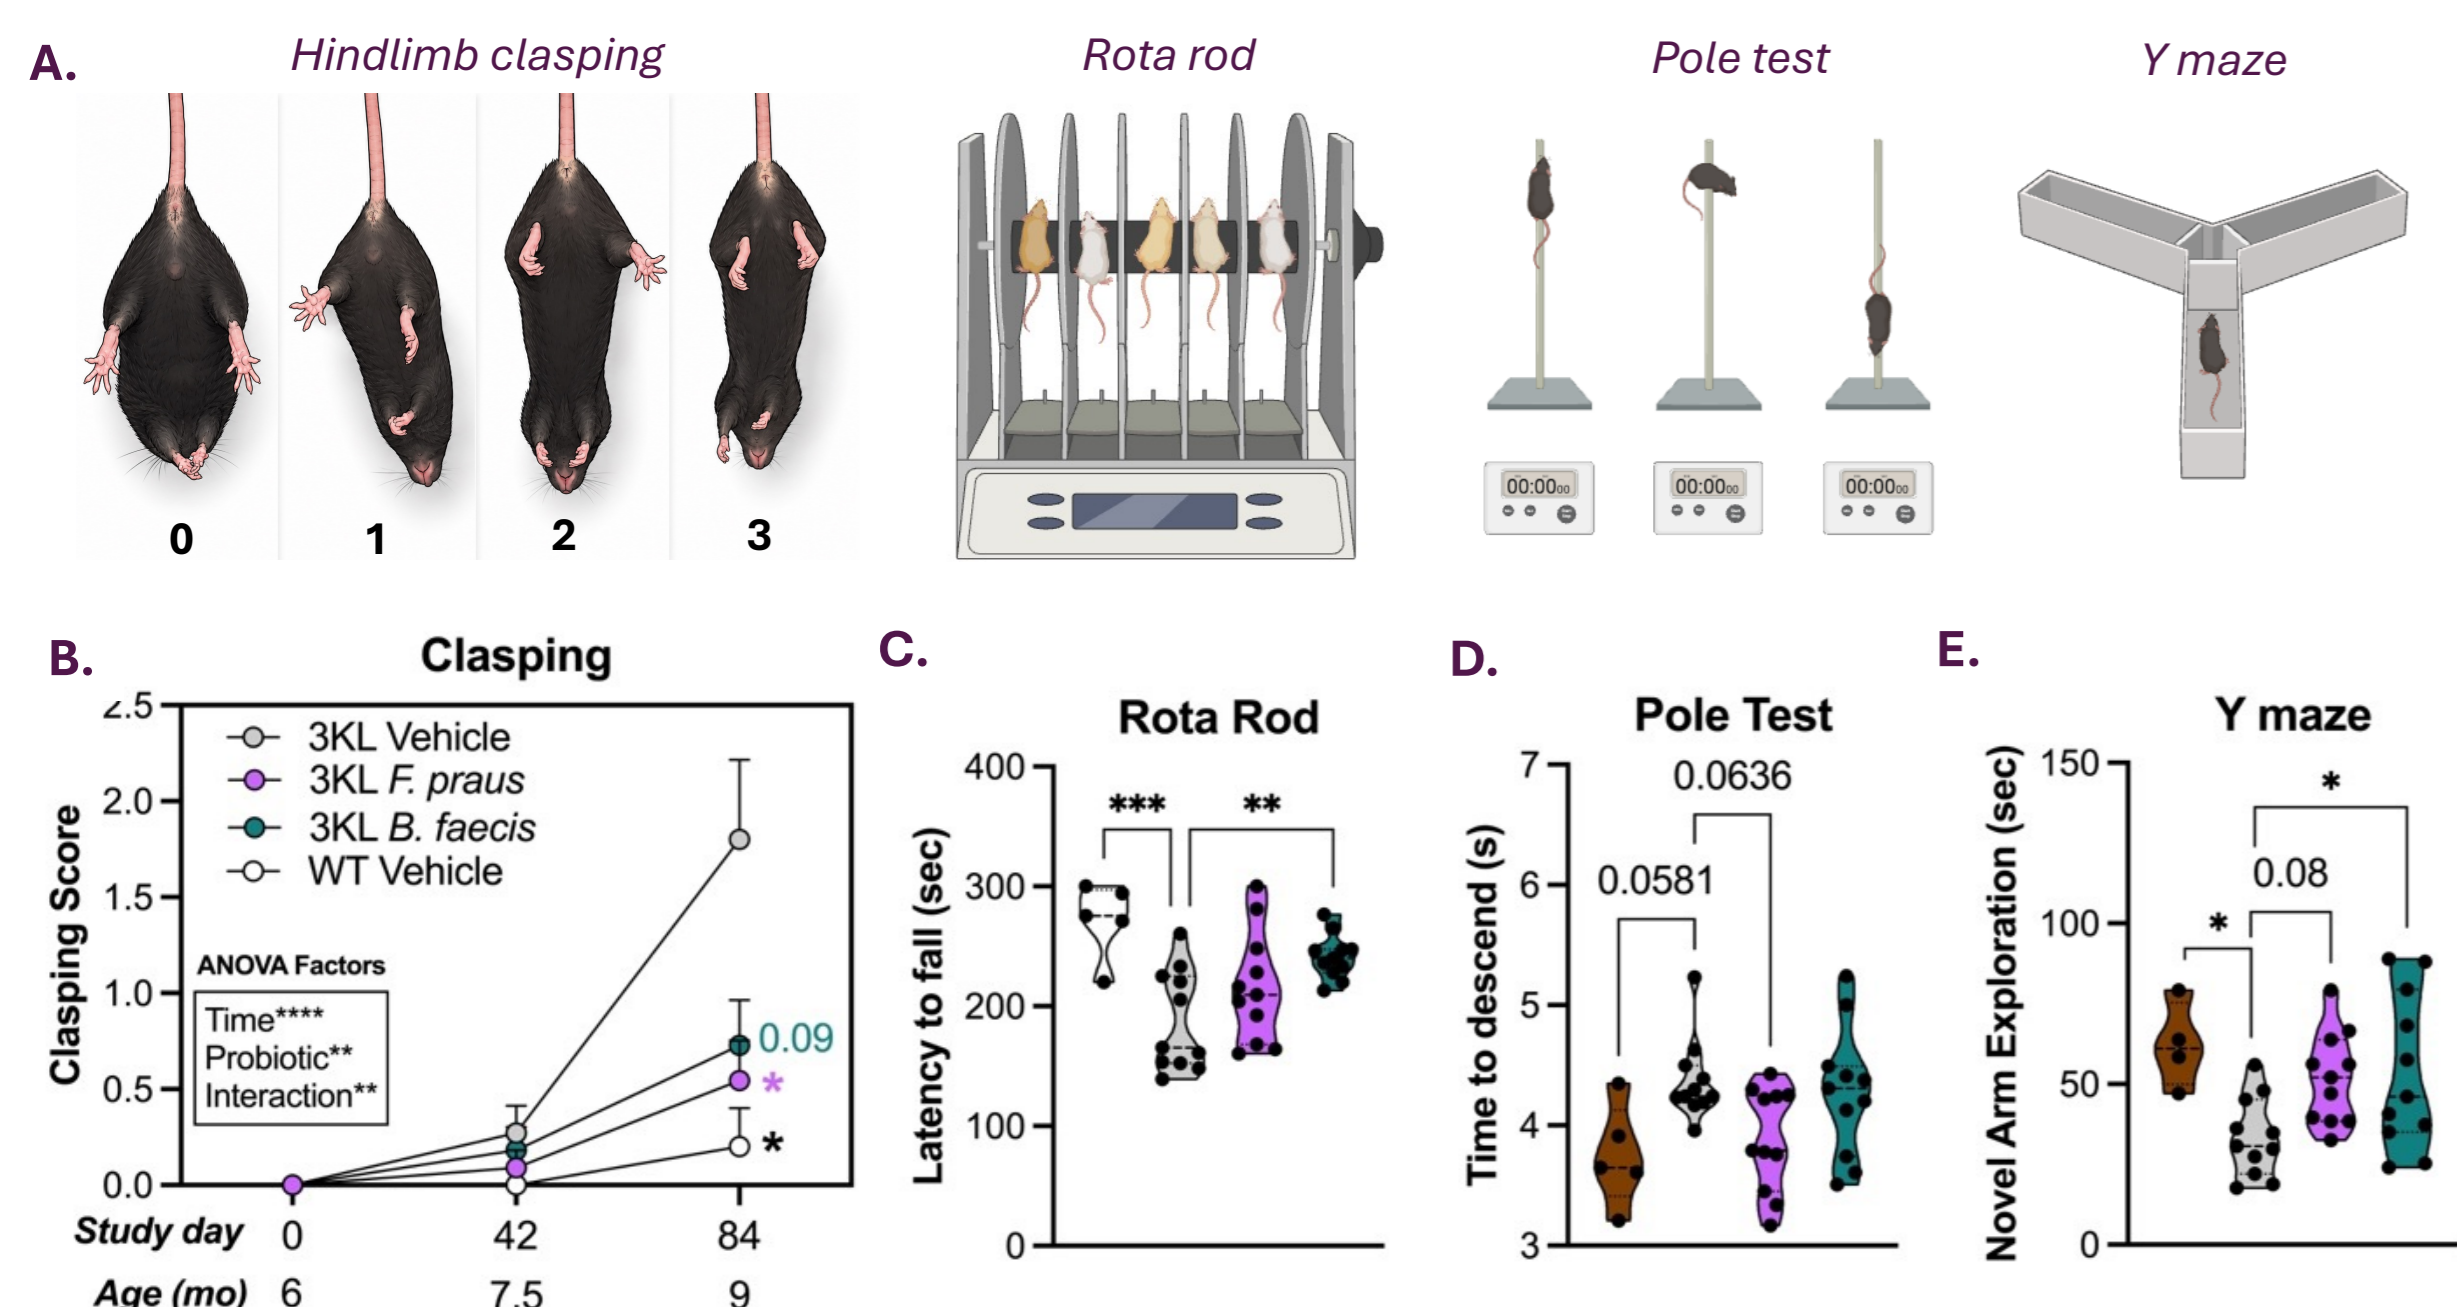 A.
Hindlimb clasping
Rota rod
Pole test
Y maze
0 1 2 3
00:00 00
00:00 00
00:00 00
B.
Clasping
Clasping Score
2.5
2.0
1.5
1.0
0.5
0.0
3KL Vehicle
3KL F. praus
3KL B. faecis
WT Vehicle
ANOVA Factors
Time****
Probiotic**
Interaction**
0.09
*
*
Study day 0 42 84
Age (mo) 6 7.5 9
C.
Rota Rod
Latency to fall (sec)
400
300
200
100
0
***
**
D.
Pole Test
Time to descend (s)
7
6
5
4
3
0.0636
0.0581
E.
Y maze
Novel Arm Exploration (sec)
150
100
50
0
*
0.08
*